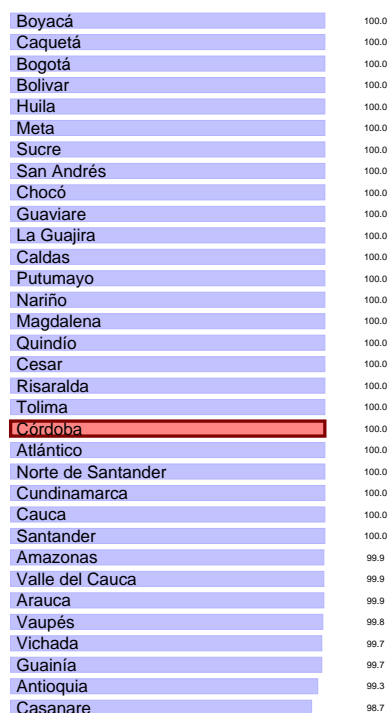 Boyacá 100.0
Caquetá 100.0
Bogotá 100.0
Bolivar 100.0
Huila 100.0
Meta 100.0
Sucre 100.0
San Andrés 100.0
Chocó 100.0
Guaviare 100.0
La Guajira 100.0
Caldas 100.0
Putumayo 100.0
Nariño 100.0
Magdalena 100.0
Quindío 100.0
Cesar 100.0
Risaralda 100.0
Tolima 100.0
Córdoba 100.0
Atlántico 100.0
Norte de Santander 100.0
Cundinamarca 100.0
Cauca 100.0
Santander 100.0
Amazonas 99.9
Valle del Cauca 99.9
Arauca 99.9
Vaupés 99.8
Vichada 99.7
Guainía 99.7
Antioquia 99.3
Casanare 98.7